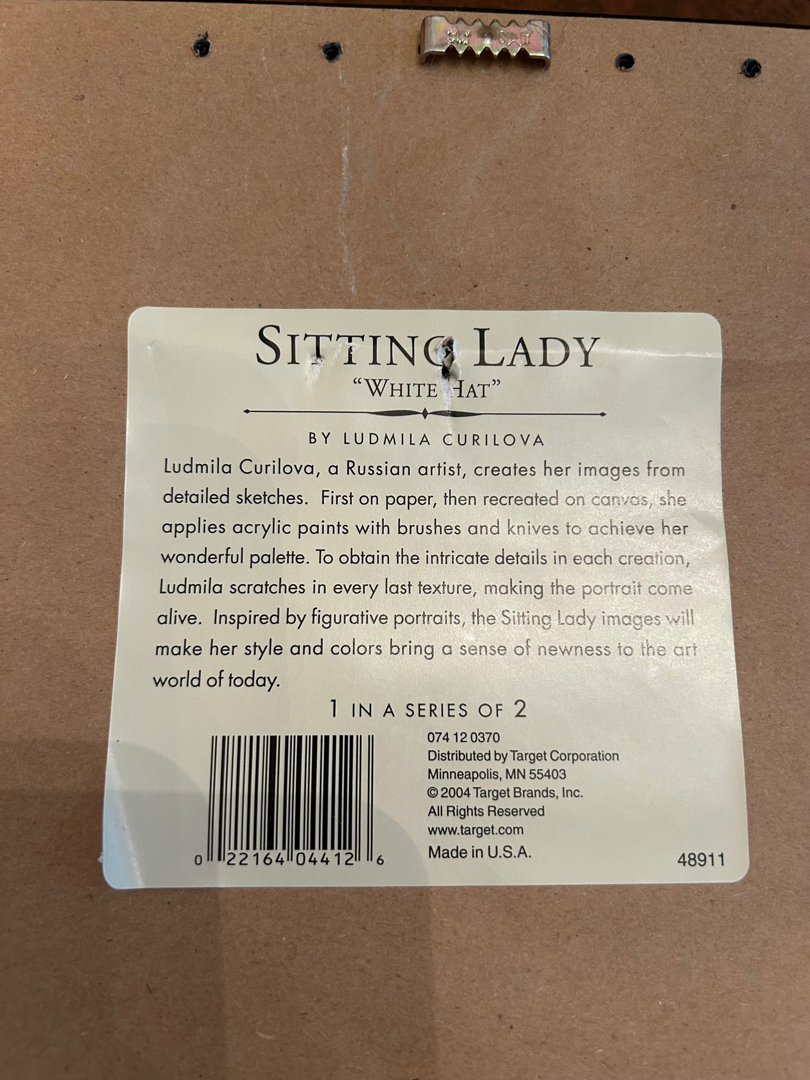 SITTING LADY
"WHITE HAT"
BY LUDMILA CURILOVA
Ludmila Curilova, a Russian artist, creates her images from
detailed sketches. First on paper, then recreated on canvas, she
applies acrylic paints with brushes and knives to achieve her
wonderful palette. To obtain the intricate details in each creation,
Ludmila scratches in every last texture, making the portrait come
alive. Inspired by figurative portraits, the Sitting Lady images will
make her style and colors bring a sense of newness to the art
world of today.
1 IN A SERIES OF 2
074 12 0370
Distributed by Target Corporation
Minneapolis, MN 55403
© 2004 Target Brands, Inc.
All Rights Reserved
www.target.com
Made in U.S.A.
0 22164 04412 6
48911